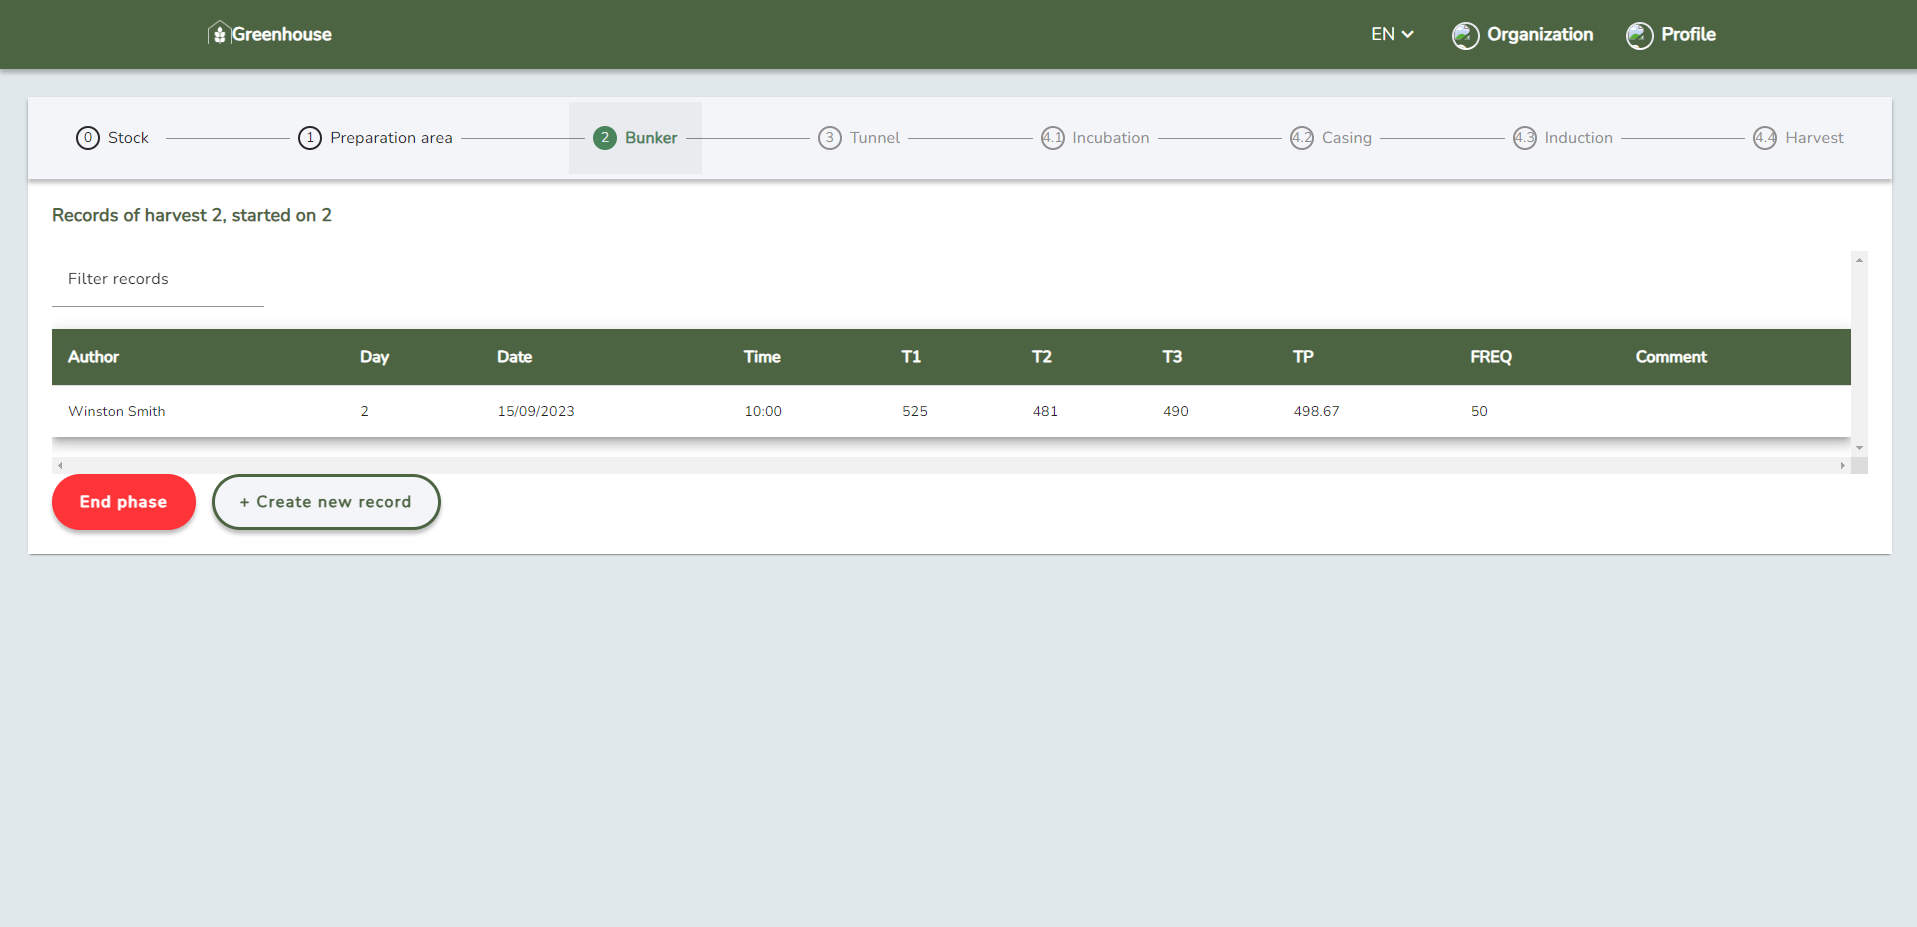 Greenhouse EN Organization Profile
0 Stock 1 Preparation area 2 Bunker 3 Tunnel 4.1 Incubation 4.2 Casing 4.3 Induction 4.4 Harvest
Records of harvest 2, started on 2
Filter records
Author Day Date Time T1 T2 T3 TP FREQ Comment
Winston Smith 2 15/09/2023 10:00 525 481 490 498.67 50
End phase + Create new record